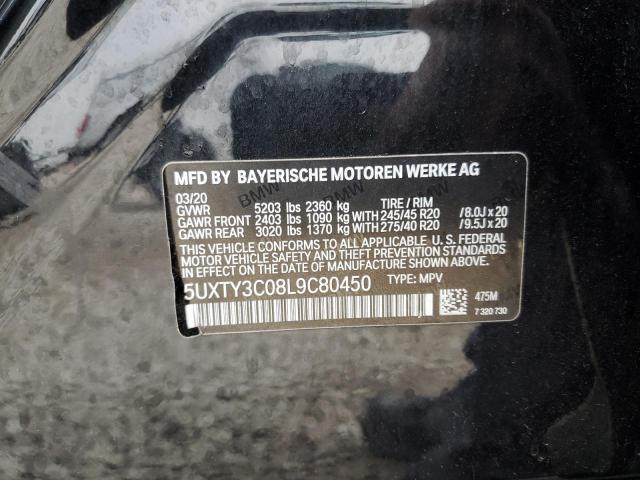 MFD BY BAYERISCHE MOTOREN WERKE AG
03/20 TIRE / RIM
GVWR 5203 lbs 2360 kg
GAWR FRONT 2403 lbs 1090 kg WITH 245/45 R20 /8.0J x 20
GAWR REAR 3020 lbs 1370 kg WITH 275/40 R20 /9.5J x 20
THIS VEHICLE CONFORMS TO ALL APPLICABLE U. S. FEDERAL
MOTOR VEHICLE SAFETY AND THEFT PREVENTION STANDARDS
IN EFFECT ON THE DATE OF MANUFACTURE SHOWN ABOVE.
5UXTY3C08L9C80450 TYPE: MPV
475M
7 320 730